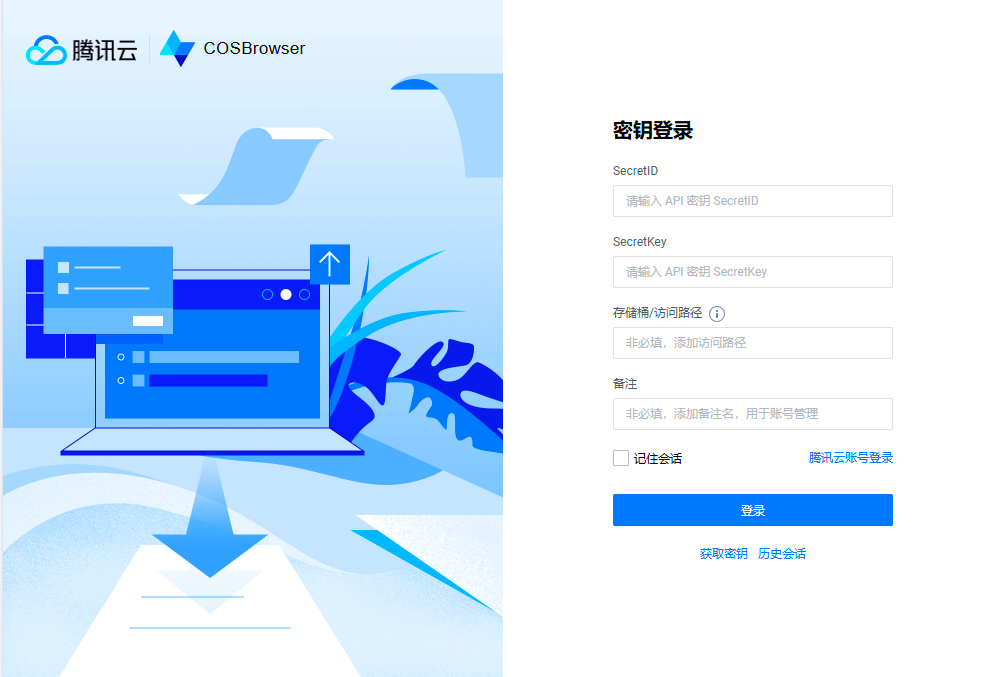 腾讯云 COSBrowser
密钥登录
SecretID
请输入 API 密钥 SecretID
SecretKey
请输入 API 密钥 SecretKey
存储桶/访问路径
非必填，添加访问路径
备注
非必填，添加备注名，用于账号管理
记住会话 腾讯云账号登录
登录
获取密钥 历史会话